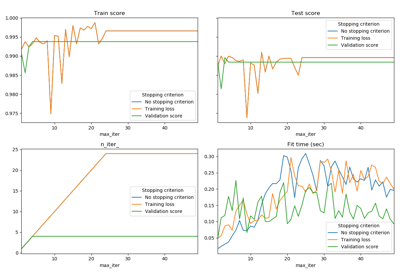 Train score
1.000
0.995
0.990
0.985
0.980
0.975
Stopping criterion
No stopping criterion
Training loss
Validation score
10
20
30
40
max_iter
Test score
Stopping criterion
No stopping criterion
Training loss
Validation score
10
20
30
40
max_iter
n_iter_
25
20
15
10
5
0
Stopping criterion
No stopping criterion
Training loss
Validation score
10
20
30
40
max_iter
Fit time (sec)
0.30
0.25
0.20
0.15
0.10
0.05
Stopping criterion
No stopping criterion
Training loss
Validation score
10
20
30
40
max_iter